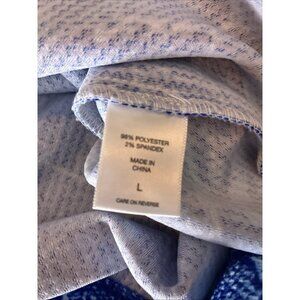 98% POLYESTER
2% SPANDEX
MADE IN
CHINA
L
CARE ON REVERSE